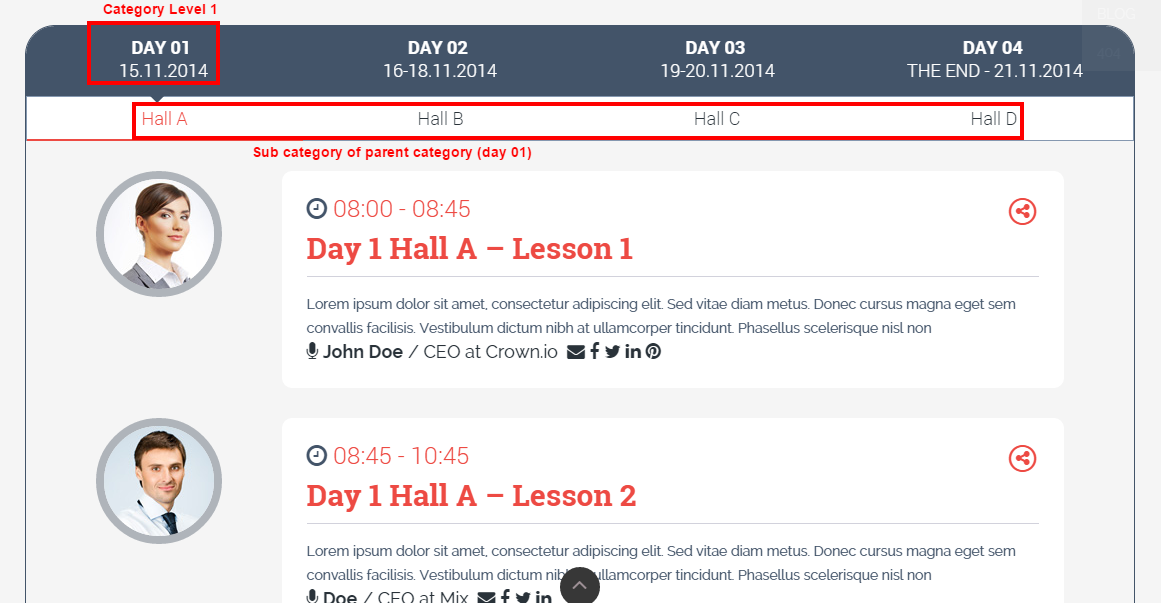 Category Level 1
BLOG
DAY 01
DAY 02
DAY 03
DAY 04
15.11.2014
16-18.11.2014
19-20.11.2014
THE END - 21.11.2014
Hall A
Hall B
Hall C
Hall D
Sub category of parent category (day 01)
08:00 - 08:45
Day 1 Hall A – Lesson 1
Lorem ipsum dolor sit amet, consectetur adipiscing elit. Sed vitae diam metus. Donec cursus magna eget sem
convallis facilisis. Vestibulum dictum nibh at ullamcorper tincidunt. Phasellus scelerisque nisl non
John Doe / CEO at Crown.io
08:45 - 10:45
Day 1 Hall A – Lesson 2
Lorem ipsum dolor sit amet, consectetur adipiscing elit. Sed vitae diam metus. Donec cursus magna eget sem
convallis facilisis. Vestibulum dictum nib ullamcorper tincidunt. Phasellus scelerisque nisl non
Doe / CEO at Mix